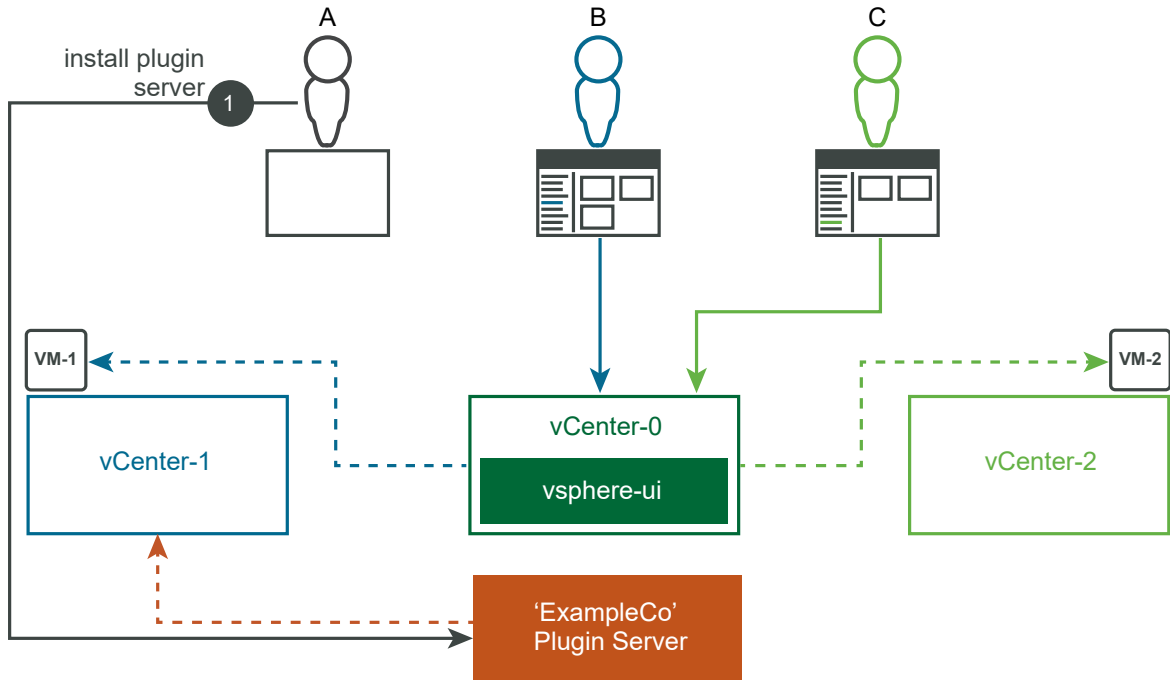 A
B
C
install plugin
server
1
VM-1
VM-2
vCenter-0
vCenter-1
vsphere-ui
vCenter-2
‘ExampleCo’
Plugin Server